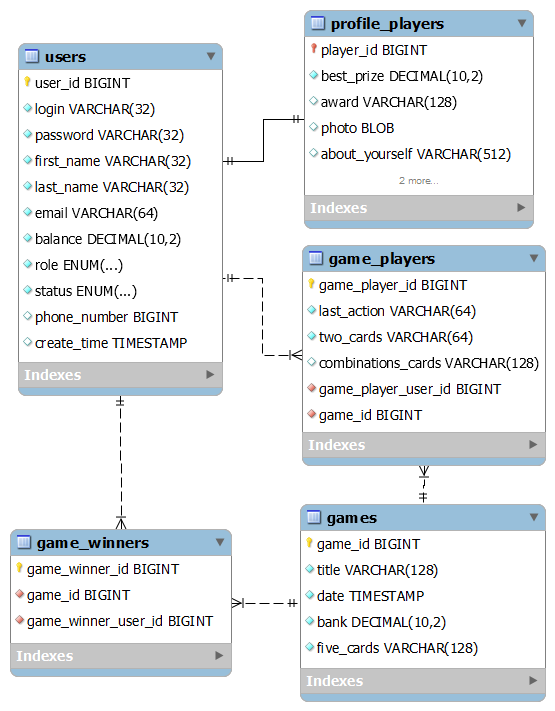 profile_players
player_id BIGINT
best_prize DECIMAL(10,2)
award VARCHAR(128)
photo BLOB
about_yourself VARCHAR(512)
2 more...
Indexes
users
user_id BIGINT
login VARCHAR(32)
password VARCHAR(32)
first_name VARCHAR(32)
last_name VARCHAR(32)
email VARCHAR(64)
balance DECIMAL(10,2)
role ENUM(...)
status ENUM(...)
phone_number BIGINT
create_time TIMESTAMP
Indexes
game_players
game_player_id BIGINT
last_action VARCHAR(64)
two_cards VARCHAR(64)
combinations_cards VARCHAR(128)
game_player_user_id BIGINT
game_id BIGINT
Indexes
game_winners
game_winner_id BIGINT
game_id BIGINT
game_winner_user_id BIGINT
Indexes
games
game_id BIGINT
title VARCHAR(128)
date TIMESTAMP
bank DECIMAL(10,2)
five_cards VARCHAR(128)
Indexes